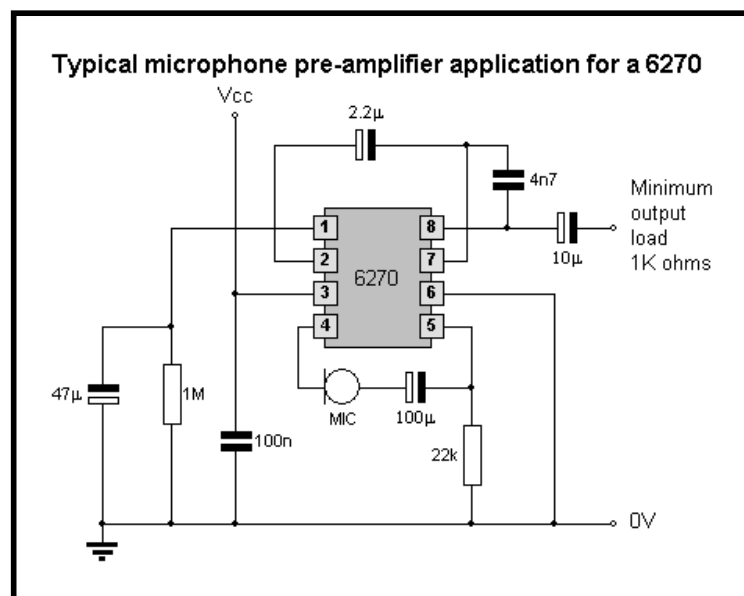 Typical microphone pre-amplifier application for a 6270
Vcc
2.2μ
4n7
Minimum
output
load
1K ohms
10μ
1
2
3
4
6270
8
7
6
5
47μ
1M
100n
MIC
100μ
22k
0V